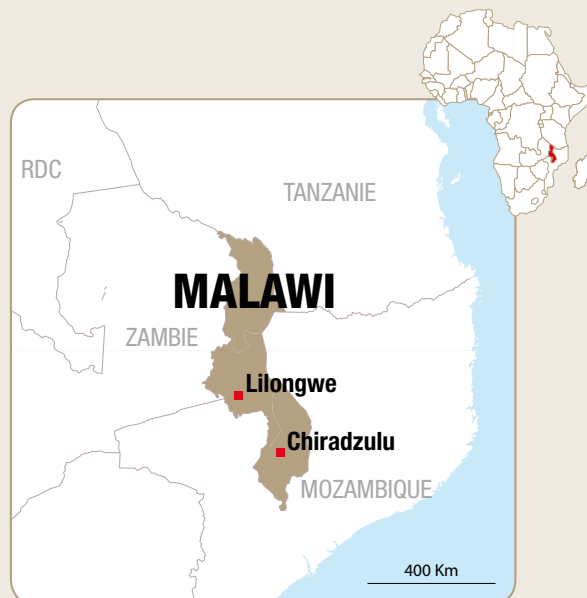 RDC
TANZANIE
MALAWI
ZAMBIE
Lilongwe
Chiradzulu
MOZAMBIQUE
400 Km